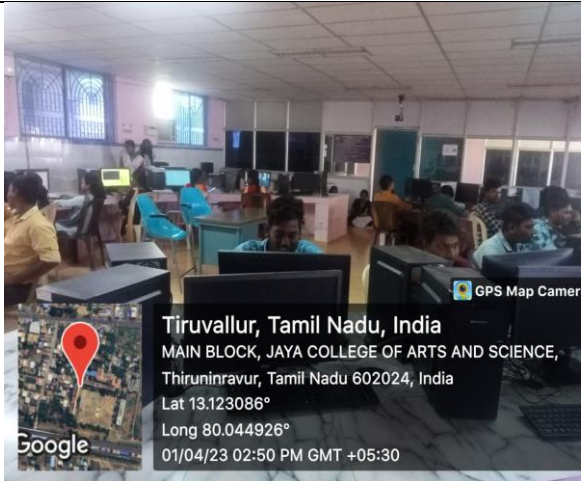 GPS Map Camer
Tiruvallur, Tamil Nadu, India
MAIN BLOCK, JAYA COLLEGE OF ARTS AND SCIENCE,
Thiruninravur, Tamil Nadu 602024, India
Lat 13.123086°
Long 80.044926°
Google
01/04/23 02:50 PM GMT +05:30